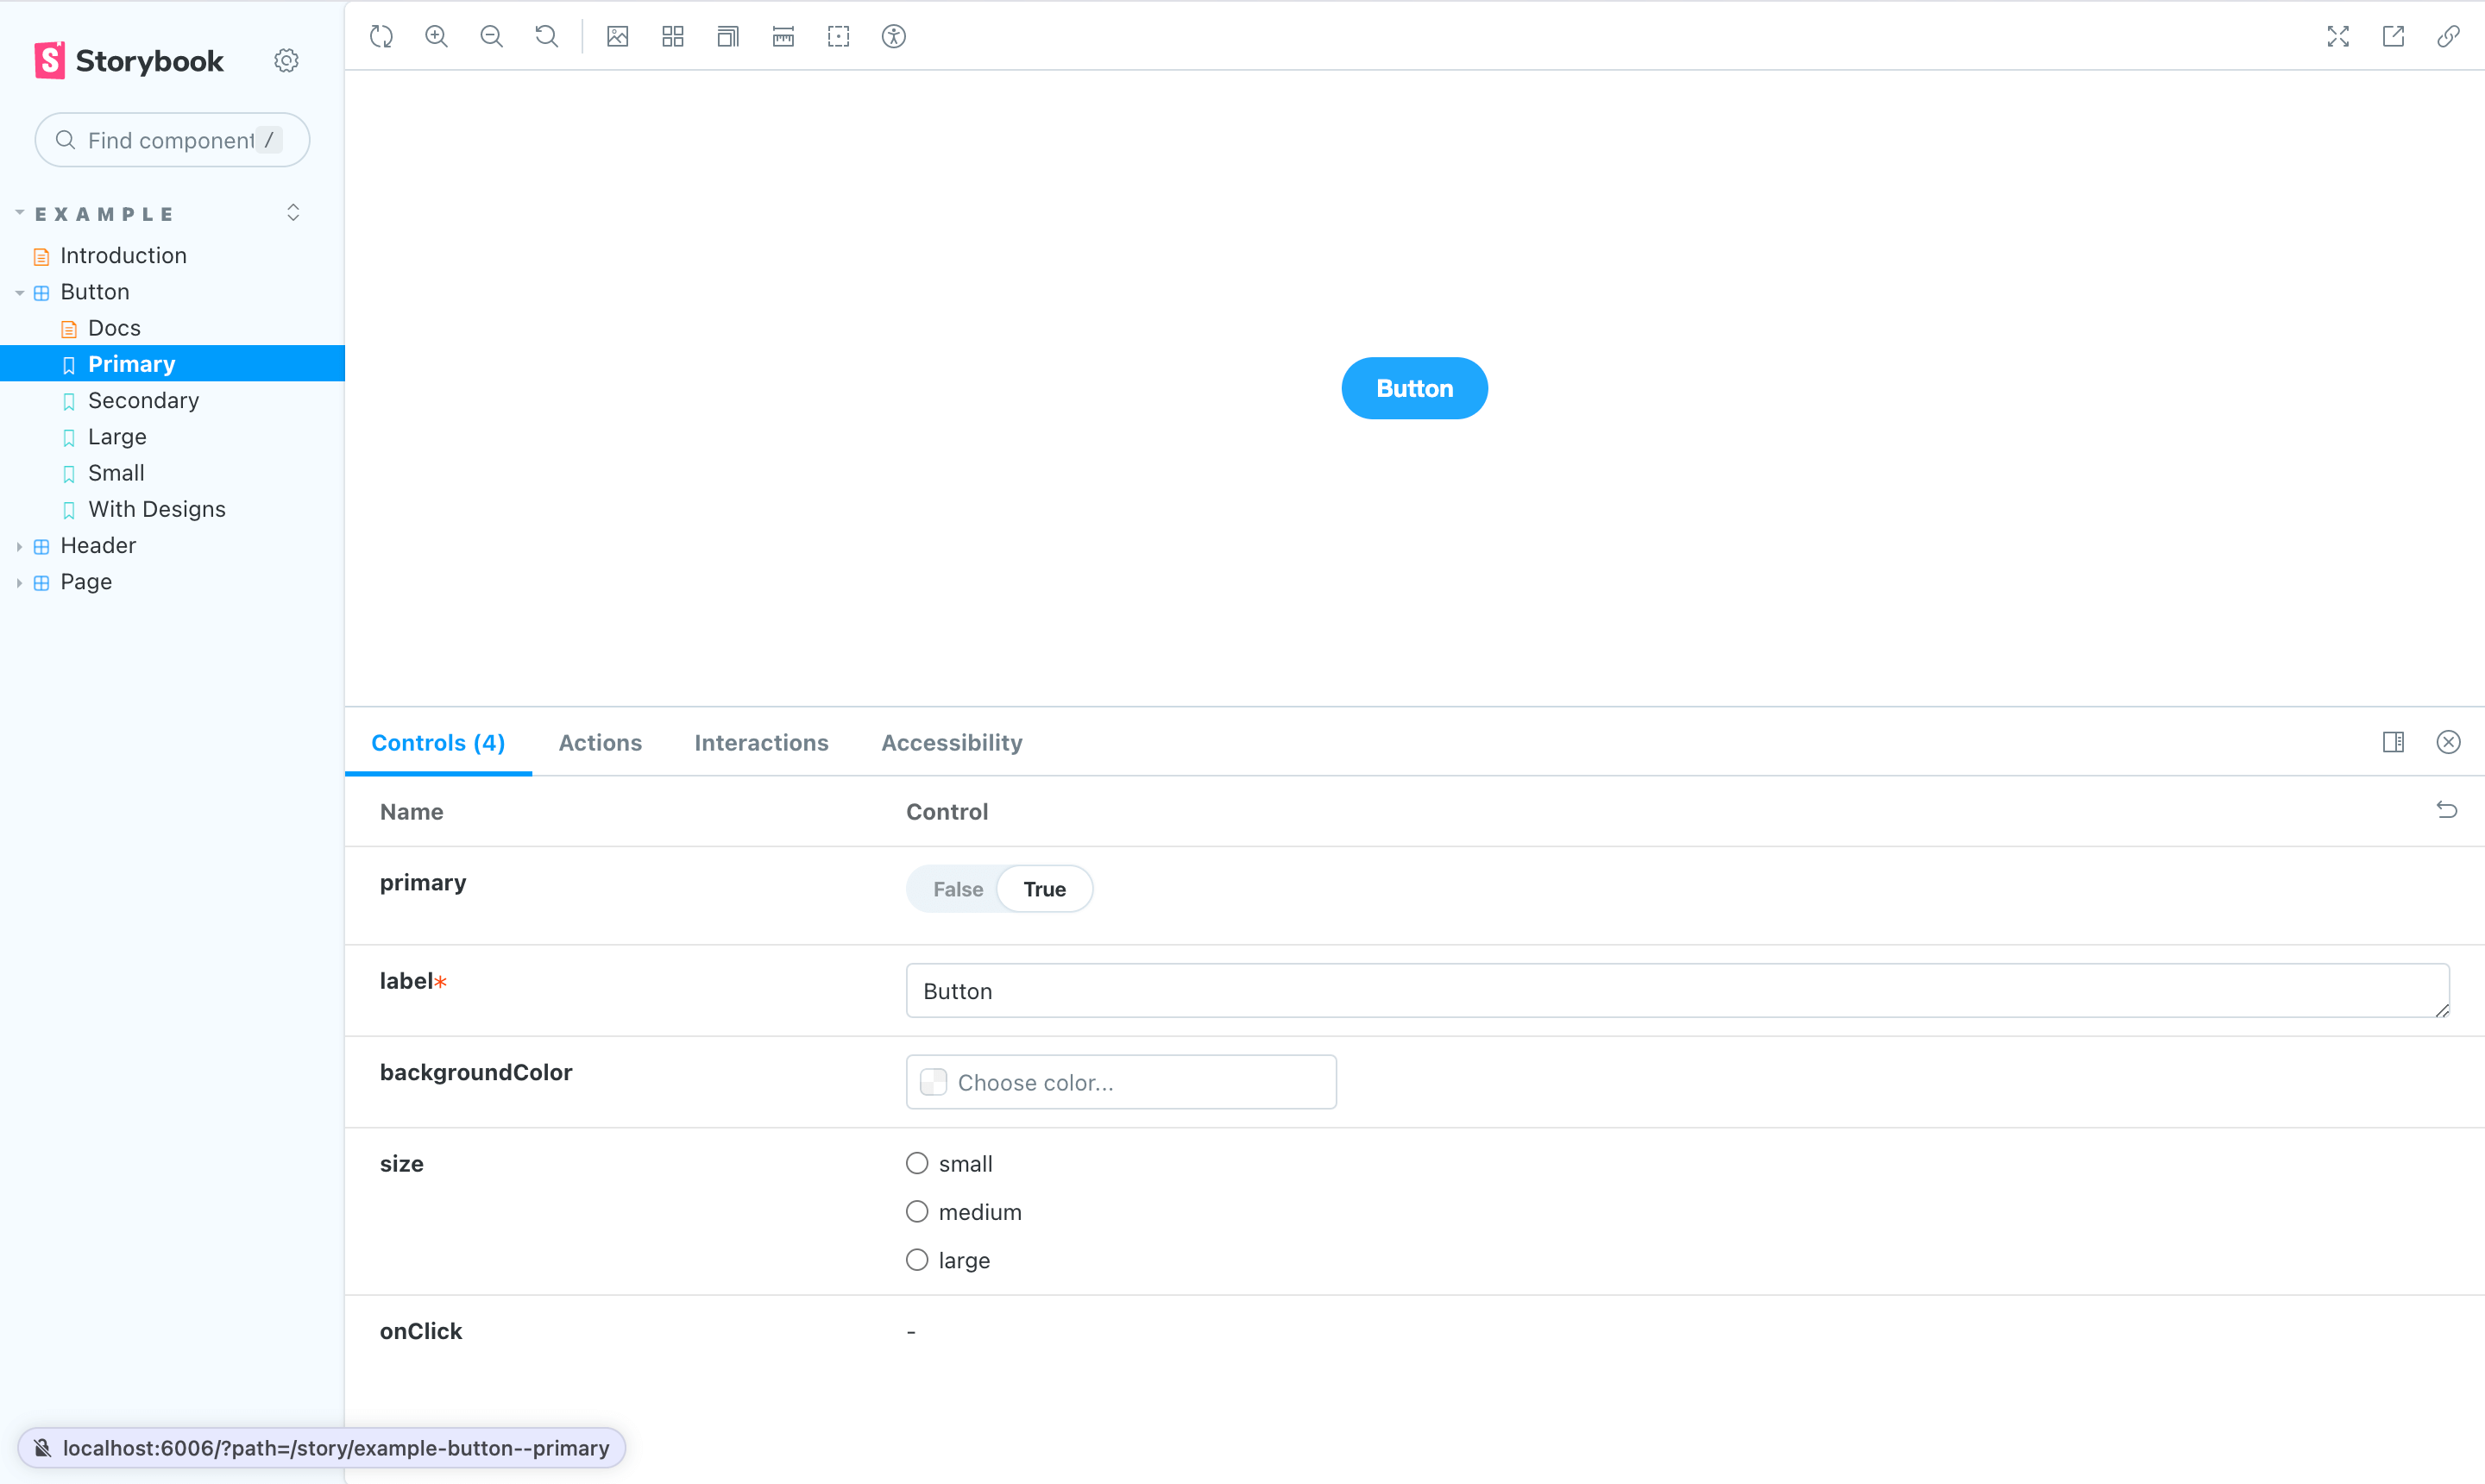 Storybook
Find component /
EXAMPLE
Introduction
Button
Docs
Primary
Secondary
Large
Small
With Designs
Header
Page
Button
Controls (4) Actions Interactions Accessibility
Name Control
primary False True
label* Button
backgroundColor Choose color...
size small
medium
large
onClick -
localhost:6006/?path=/story/example-button--primary